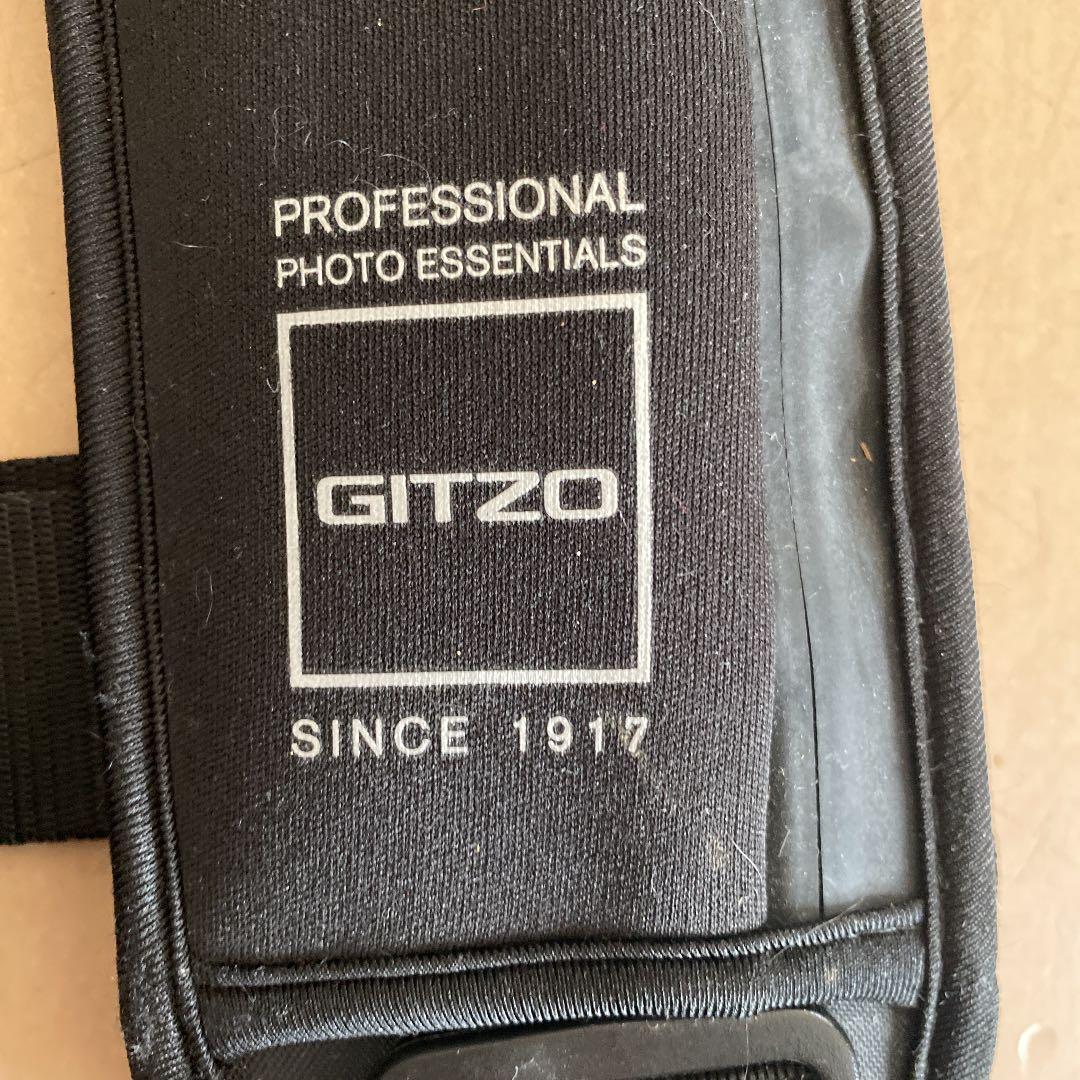 PROFESSIONAL
PHOTO ESSENTIALS
GITZO
SINCE 1917